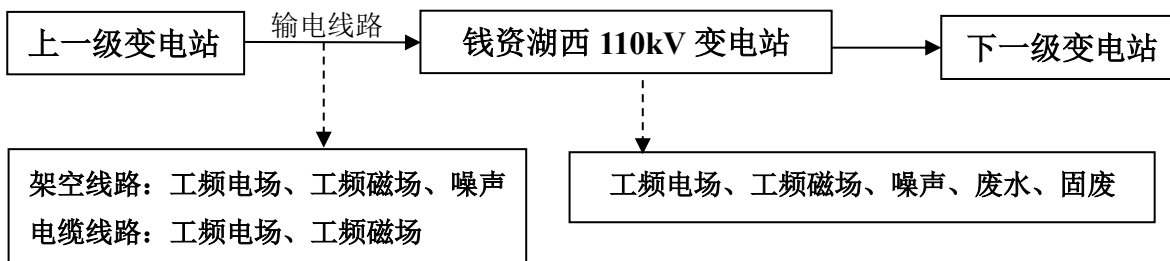 输电线路
上一级变电站
钱资湖西 110kV 变电站
下一级变电站
架空线路：工频电场、工频磁场、噪声
电缆线路：工频电场、工频磁场
工频电场、工频磁场、噪声、废水、固废